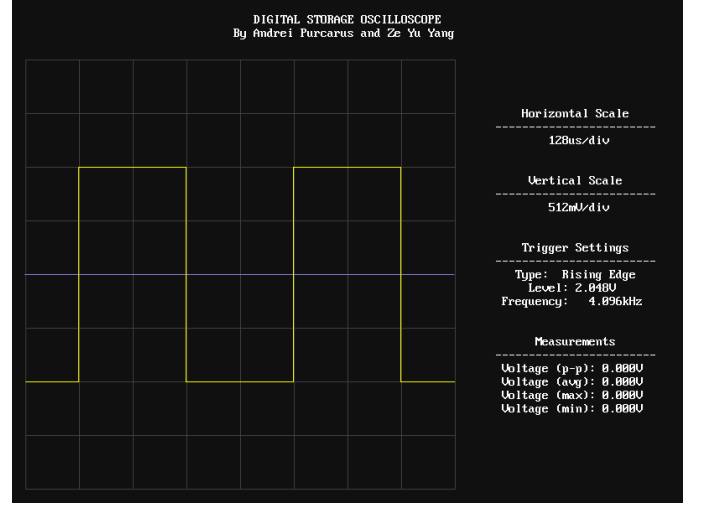 DIGITAL STORAGE OSCILLOSCOPE
By Andrei Purcarus and Ze Yu Yang
Horizontal Scale
------------------------
128us/div
Vertical Scale
------------------------
512mV/div
Trigger Settings
------------------------
Type: Rising Edge
Level: 2.048V
Frequency: 4.096kHz
Measurements
------------------------
Voltage (p-p): 0.000V
Voltage (avg): 0.000V
Voltage (max): 0.000V
Voltage (min): 0.000V